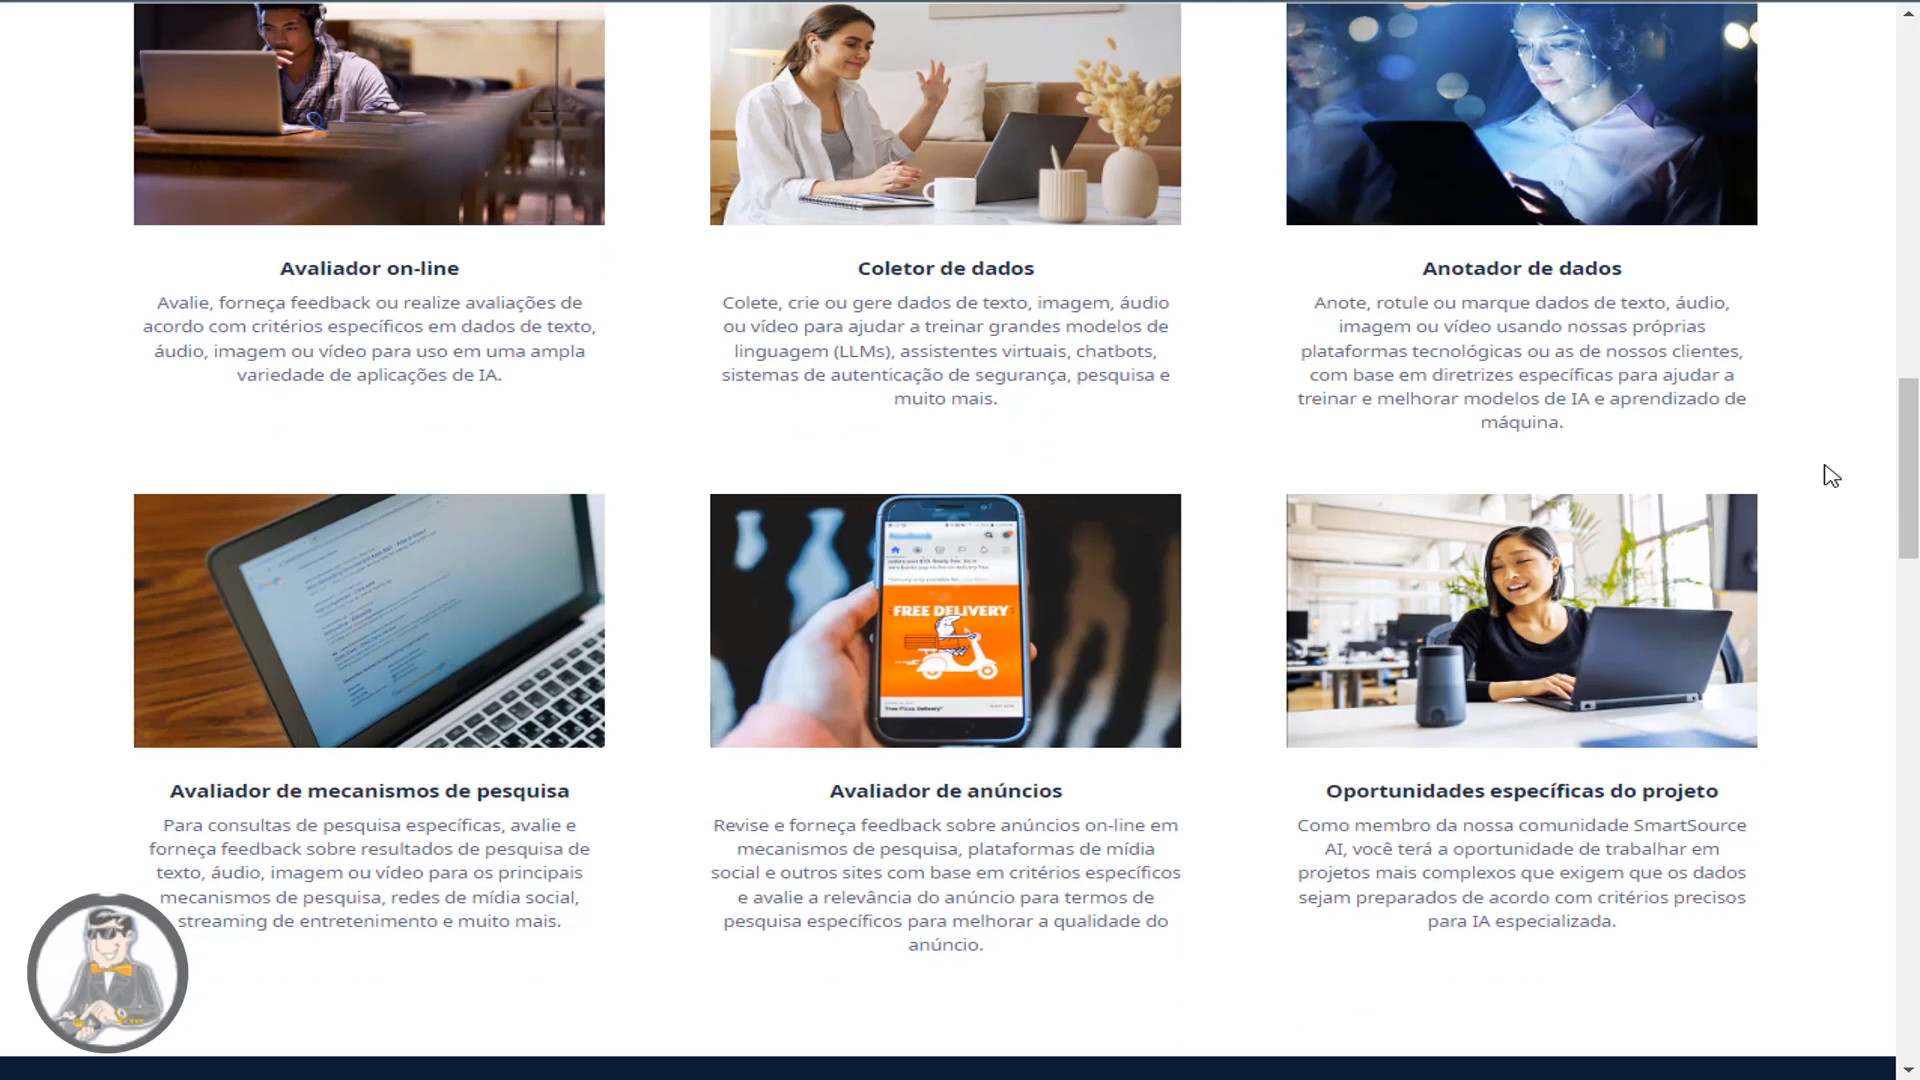 Avaliador on-line
Avalie, forneça feedback ou realize avaliações de
acordo com critérios específicos em dados de texto,
áudio, imagem ou vídeo para uso em uma ampla
variedade de aplicações de IA.
Coletor de dados
Colete, crie ou gere dados de texto, imagem, áudio
ou vídeo para ajudar a treinar grandes modelos de
linguagem (LLMs), assistentes virtuais, chatbots,
sistemas de autenticação de segurança, pesquisa e
muito mais.
Anotador de dados
Anote, rotule ou marque dados de texto, áudio,
imagem ou vídeo usando nossas próprias
plataformas tecnológicas ou as de nossos clientes,
com base em diretrizes específicas para ajudar a
treinar e melhorar modelos de IA e aprendizado de
máquina.
FREE DELIVERY
Free Pizza Delivery*
Avaliador de mecanismos de pesquisa
Para consultas de pesquisa específicas, avalie e
forneça feedback sobre resultados de pesquisa de
texto, áudio, imagem ou vídeo para os principais
mecanismos de pesquisa, redes de mídia social,
streaming de entretenimento e muito mais.
Avaliador de anúncios
Revise e forneça feedback sobre anúncios on-line em
mecanismos de pesquisa, plataformas de mídia
social e outros sites com base em critérios específicos
e avalie a relevância do anúncio para termos de
pesquisa específicos para melhorar a qualidade do
anúncio.
Oportunidades específicas do projeto
Como membro da nossa comunidade SmartSource
AI, você terá a oportunidade de trabalhar em
projetos mais complexos que exigem que os dados
sejam preparados de acordo com critérios precisos
para IA especializada.